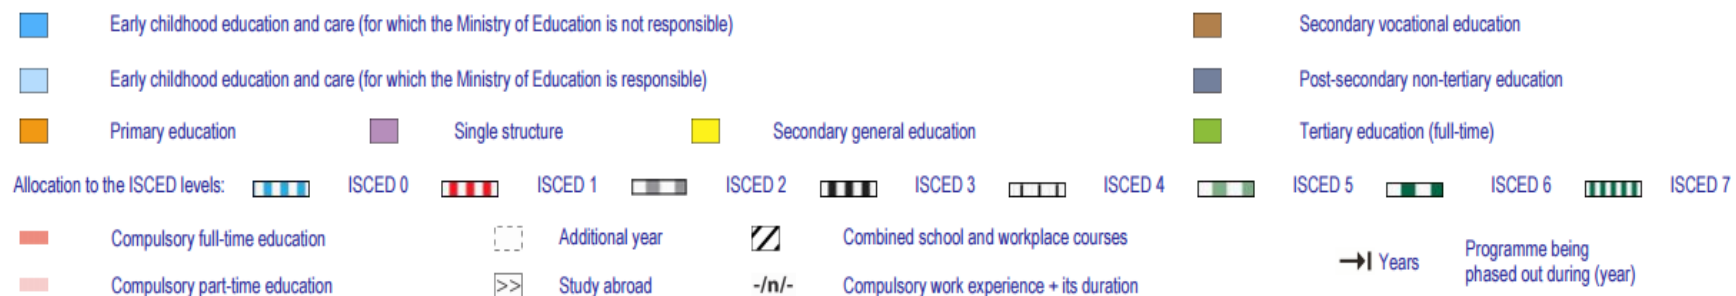 Early childhood education and care (for which the Ministry of Education is not responsible)
Secondary vocational education
Early childhood education and care (for which the Ministry of Education is responsible)
Post-secondary non-tertiary education
Primary education
Single structure
Secondary general education
Tertiary education (full-time)
Allocation to the ISCED levels:
ISCED 0
ISCED 1
ISCED 2
ISCED 3
ISCED 4
ISCED 5
ISCED 6
ISCED 7
Compulsory full-time education
Additional year
Combined school and workplace courses
Years
Programme being
phased out during (year)
Compulsory part-time education
>>
Study abroad
-/n/-
Compulsory work experience + its duration